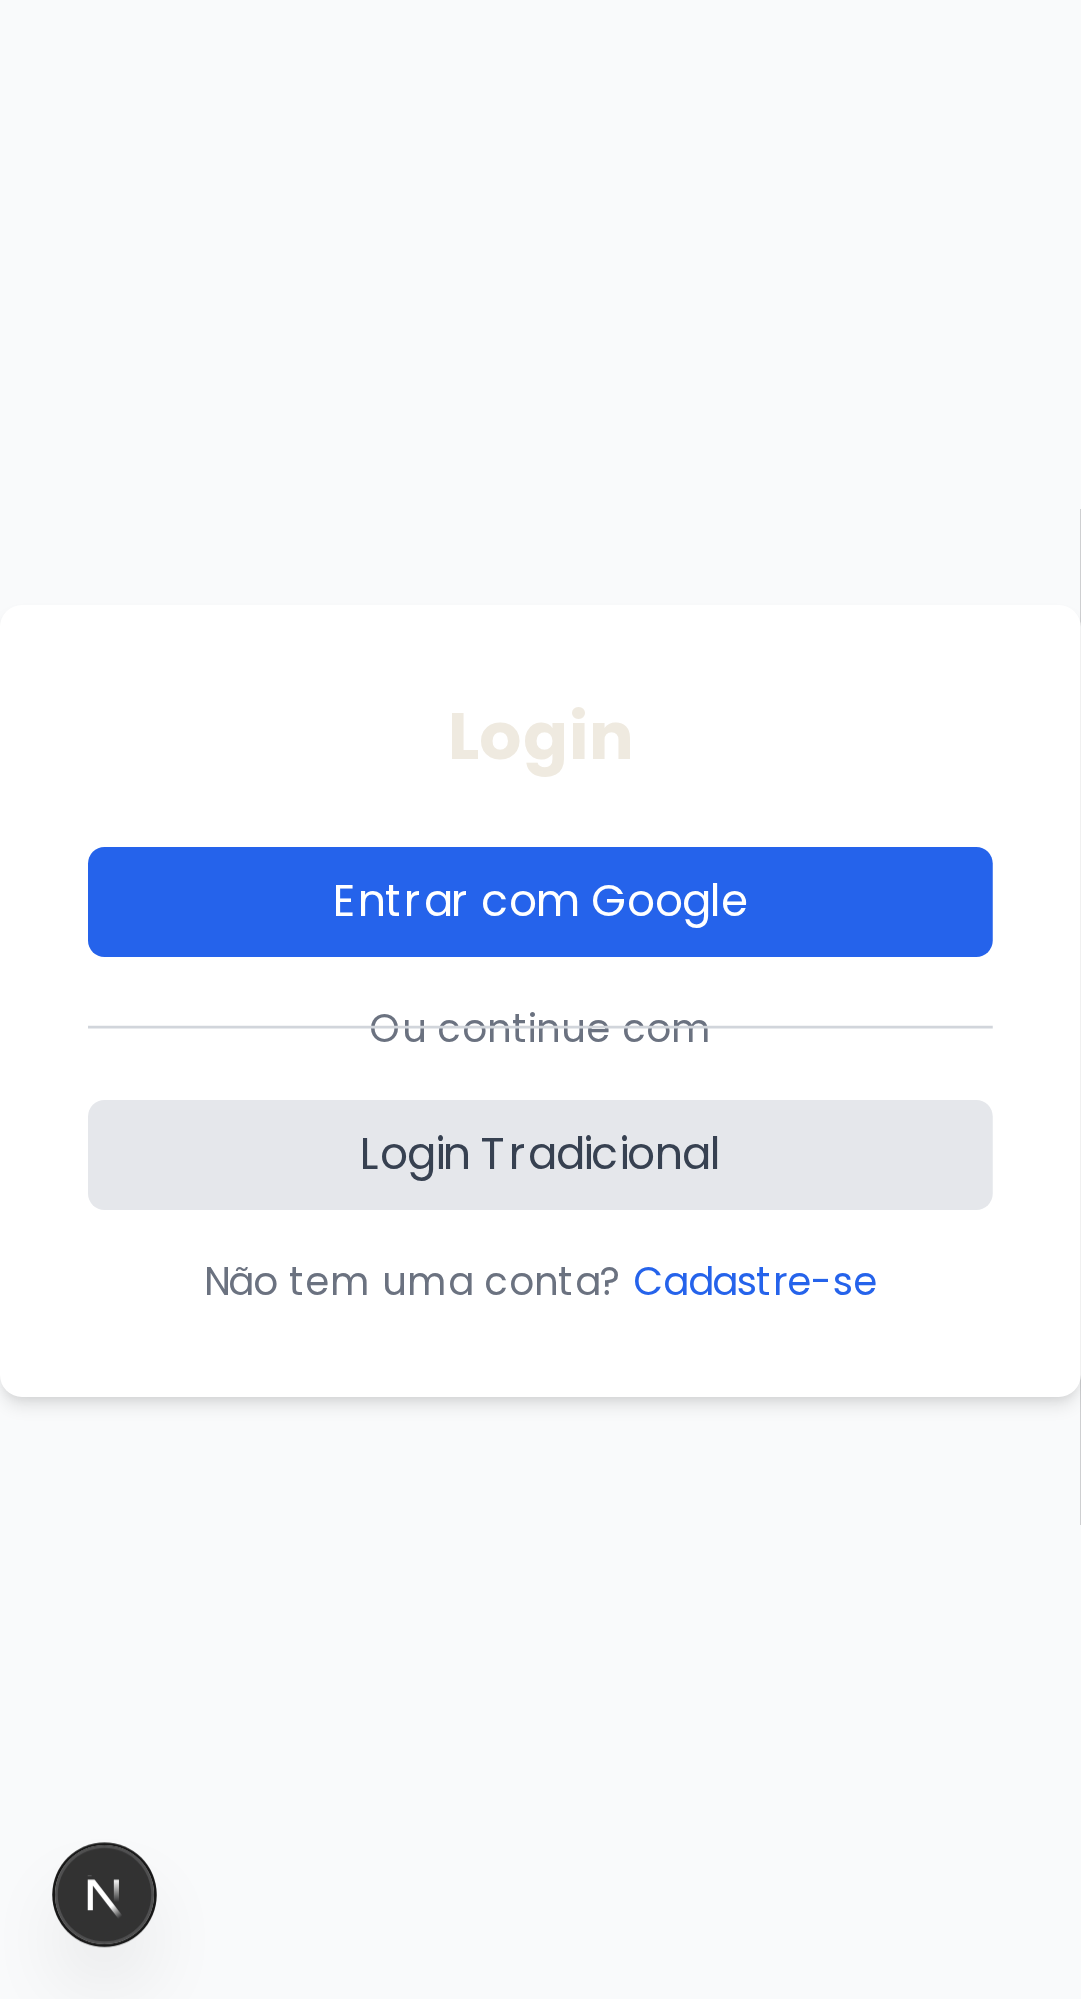 Login
Entrar com Google
Ou continue com
Login Tradicional
Não tem uma conta? Cadastre-se
N